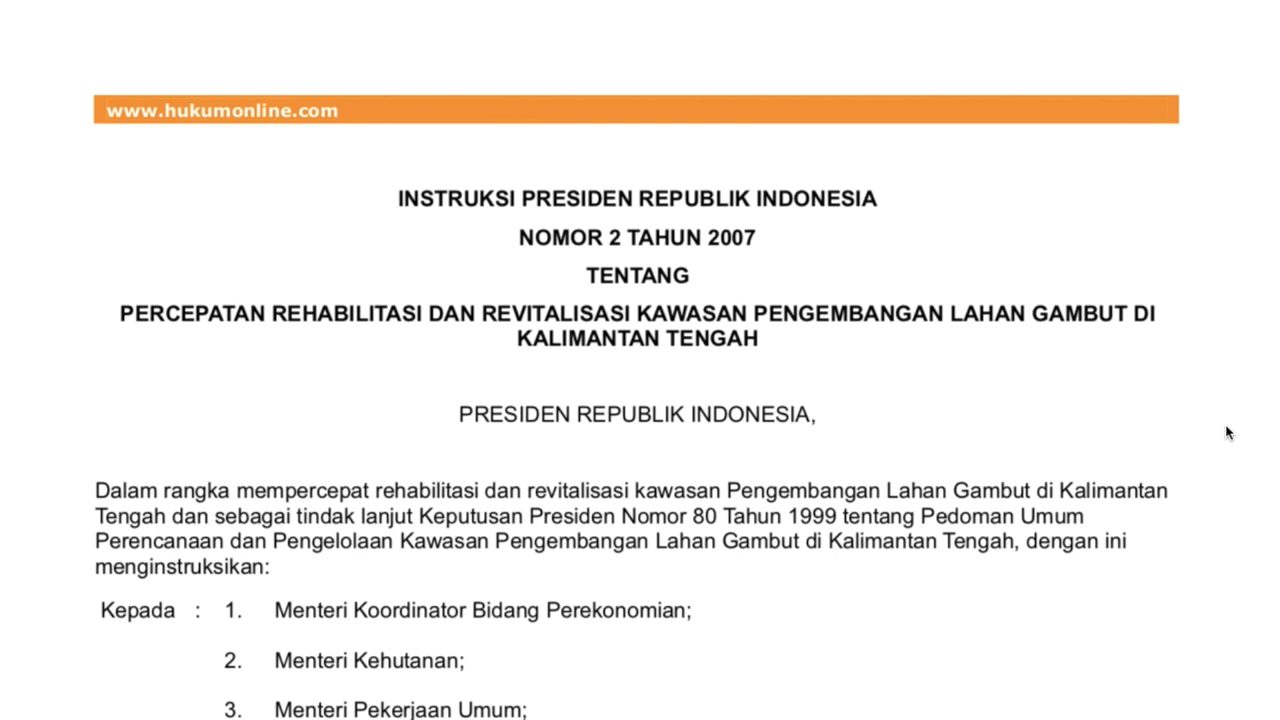 www.hukumonline.com
INSTRUKSI PRESIDEN REPUBLIK INDONESIA
NOMOR 2 TAHUN 2007
TENTANG
PERCEPATAN REHABILITASI DAN REVITALISASI KAWASAN PENGEMBANGAN LAHAN GAMBUT DI
KALIMANTAN TENGAH
PRESIDEN REPUBLIK INDONESIA,
Dalam rangka mempercepat rehabilitasi dan revitalisasi kawasan Pengembangan Lahan Gambut di Kalimantan
Tengah dan sebagai tindak lanjut Keputusan Presiden Nomor 80 Tahun 1999 tentang Pedoman Umum
Perencanaan dan Pengelolaan Kawasan Pengembangan Lahan Gambut di Kalimantan Tengah, dengan ini
menginstruksikan:
Kepada : 1. Menteri Koordinator Bidang Perekonomian;
2. Menteri Kehutanan;
3. Menteri Pekerjaan Umum;